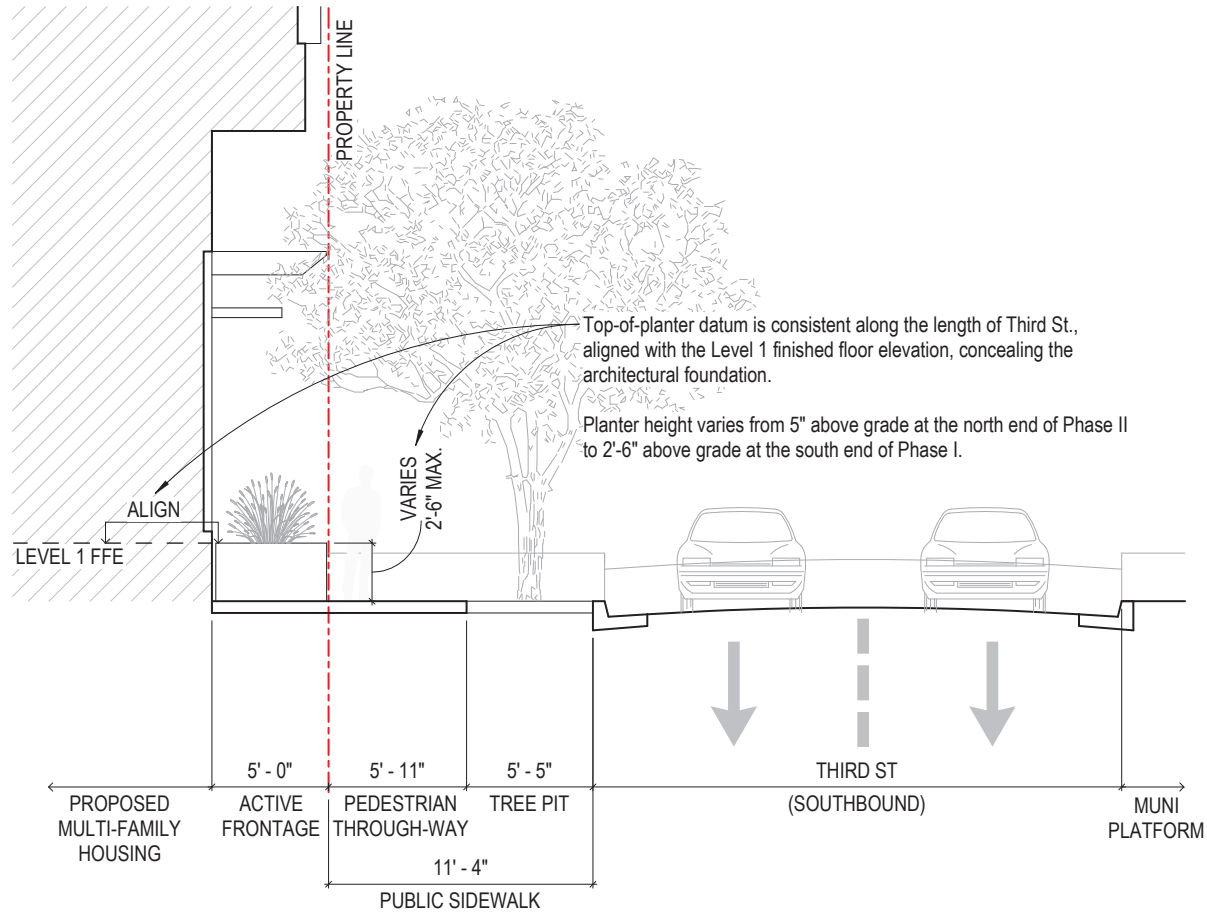 PROPERTY LINE
Top-of-planter datum is consistent along the length of Third St.,
aligned with the Level 1 finished floor elevation, concealing the
architectural foundation.
Planter height varies from 5" above grade at the north end of Phase II
to 2'-6" above grade at the south end of Phase I.
VARIES
2'-6" MAX.
ALIGN
LEVEL 1 FFE
5' - 0"
5' - 11"
5' - 5"
THIRD ST
(SOUTHBOUND)
PROPOSED
MULTI-FAMILY
HOUSING
ACTIVE
FRONTAGE
PEDESTRIAN
THROUGH-WAY
TREE PIT
MUNI
PLATFORM
11' - 4"
PUBLIC SIDEWALK